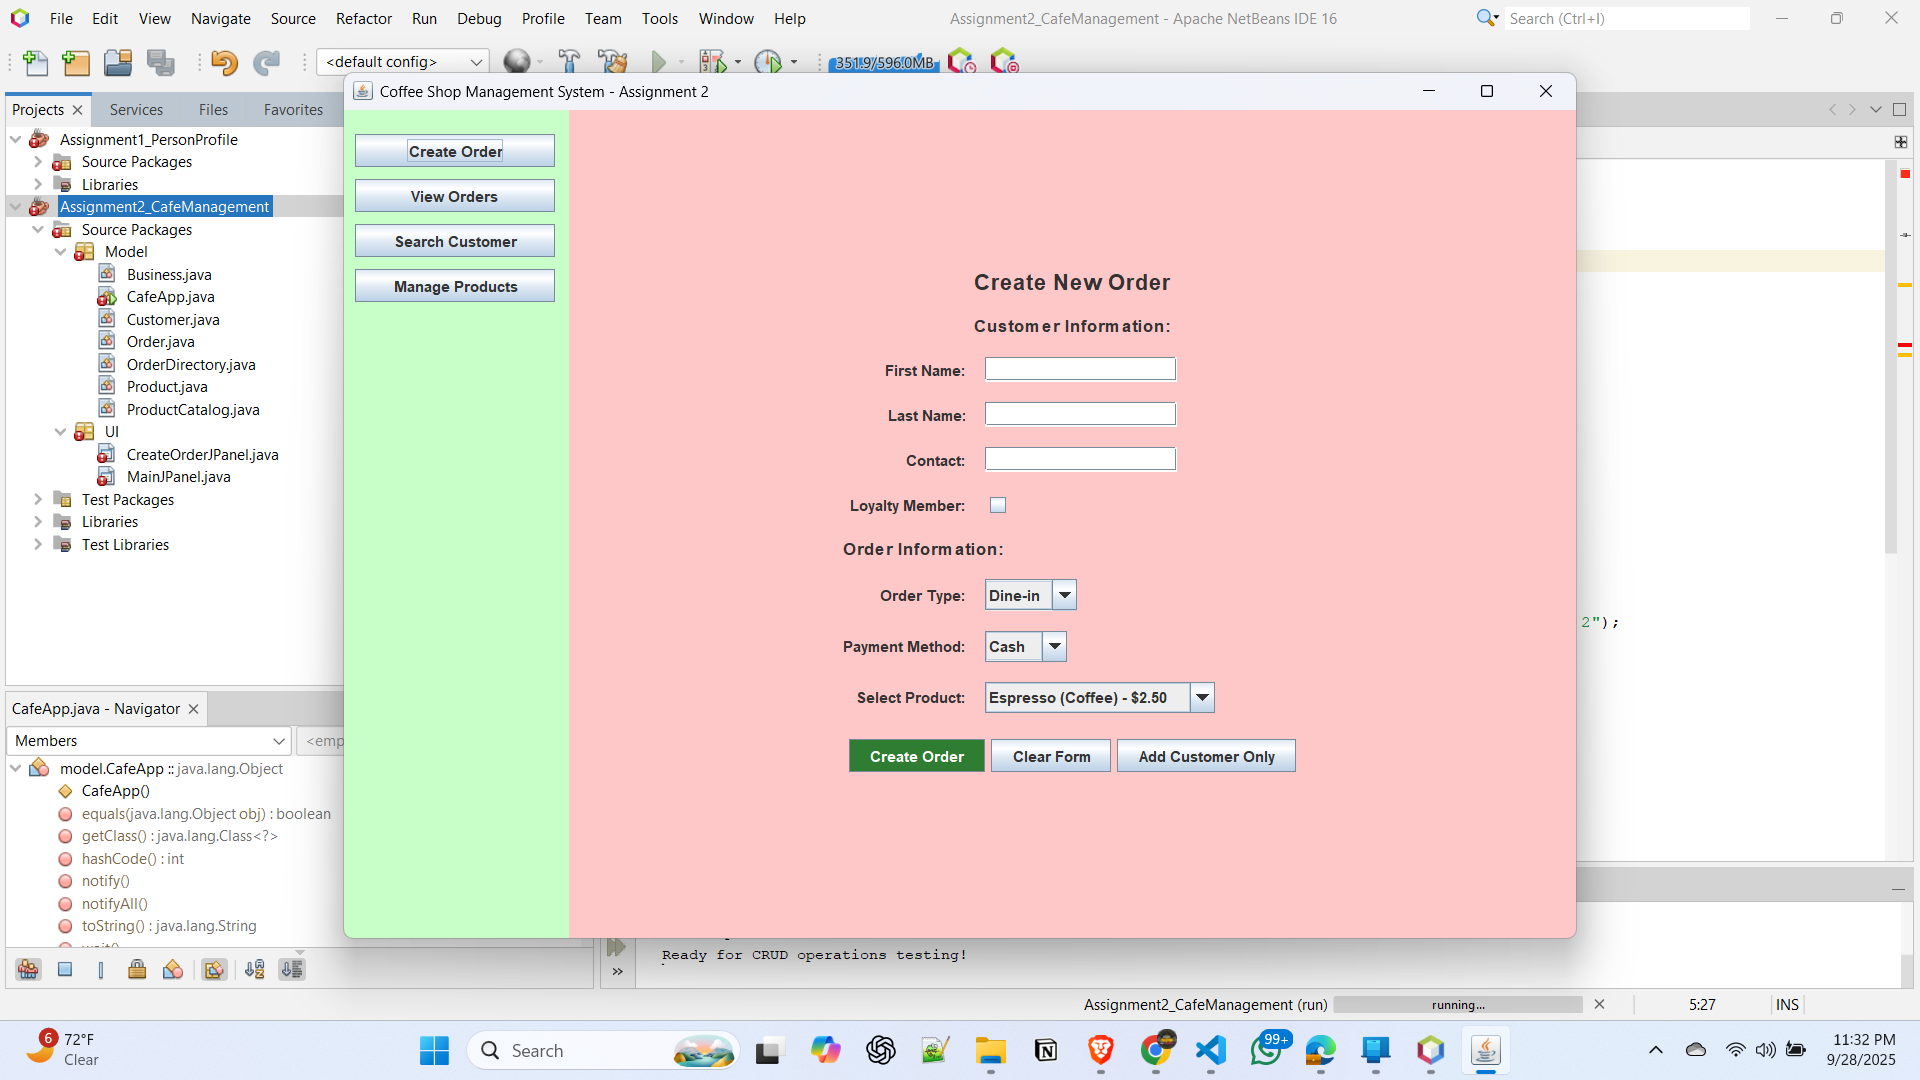 File Edit View Navigate Source Refactor Run Debug Profile Team Tools Window Help
Assignment2_CafeManagement - Apache NetBeans IDE 16
Search (Ctrl+I)
<default config>
351.9/596.0MB
Projects Services Files Favorites
Coffee Shop Management System - Assignment 2
Assignment1_PersonProfile
Source Packages
Libraries
Assignment2_CafeManagement
Source Packages
Model
Business.java
CafeApp.java
Customer.java
Order.java
OrderDirectory.java
Product.java
ProductCatalog.java
UI
CreateOrderJPanel.java
MainJPanel.java
Test Packages
Libraries
Test Libraries
Create Order
View Orders
Search Customer
Manage Products
Create New Order
Customer Information:
First Name:
Last Name:
Contact:
Loyalty Member:
Order Information:
Order Type: Dine-in
Payment Method: Cash
Select Product: Espresso (Coffee) - $2.50
Create Order Clear Form Add Customer Only
2");
CafeApp.java - Navigator
Members
<emp
model.CafeApp :: java.lang.Object
CafeApp()
equals(java.lang.Object obj) : boolean
getClass() : java.lang.Class<?>
hashCode() : int
notify()
notifyAll()
toString() : java.lang.String
Ready for CRUD operations testing!
Assignment2_CafeManagement (run) running... 5:27 INS
6 72°F
Clear
Search
99+
11:32 PM
9/28/2025